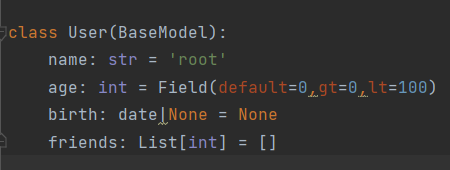 class User(BaseModel):
    name: str = 'root'
    age: int = Field(default=0,gt=0,lt=100)
    birth: date|None = None
    friends: List[int] = []